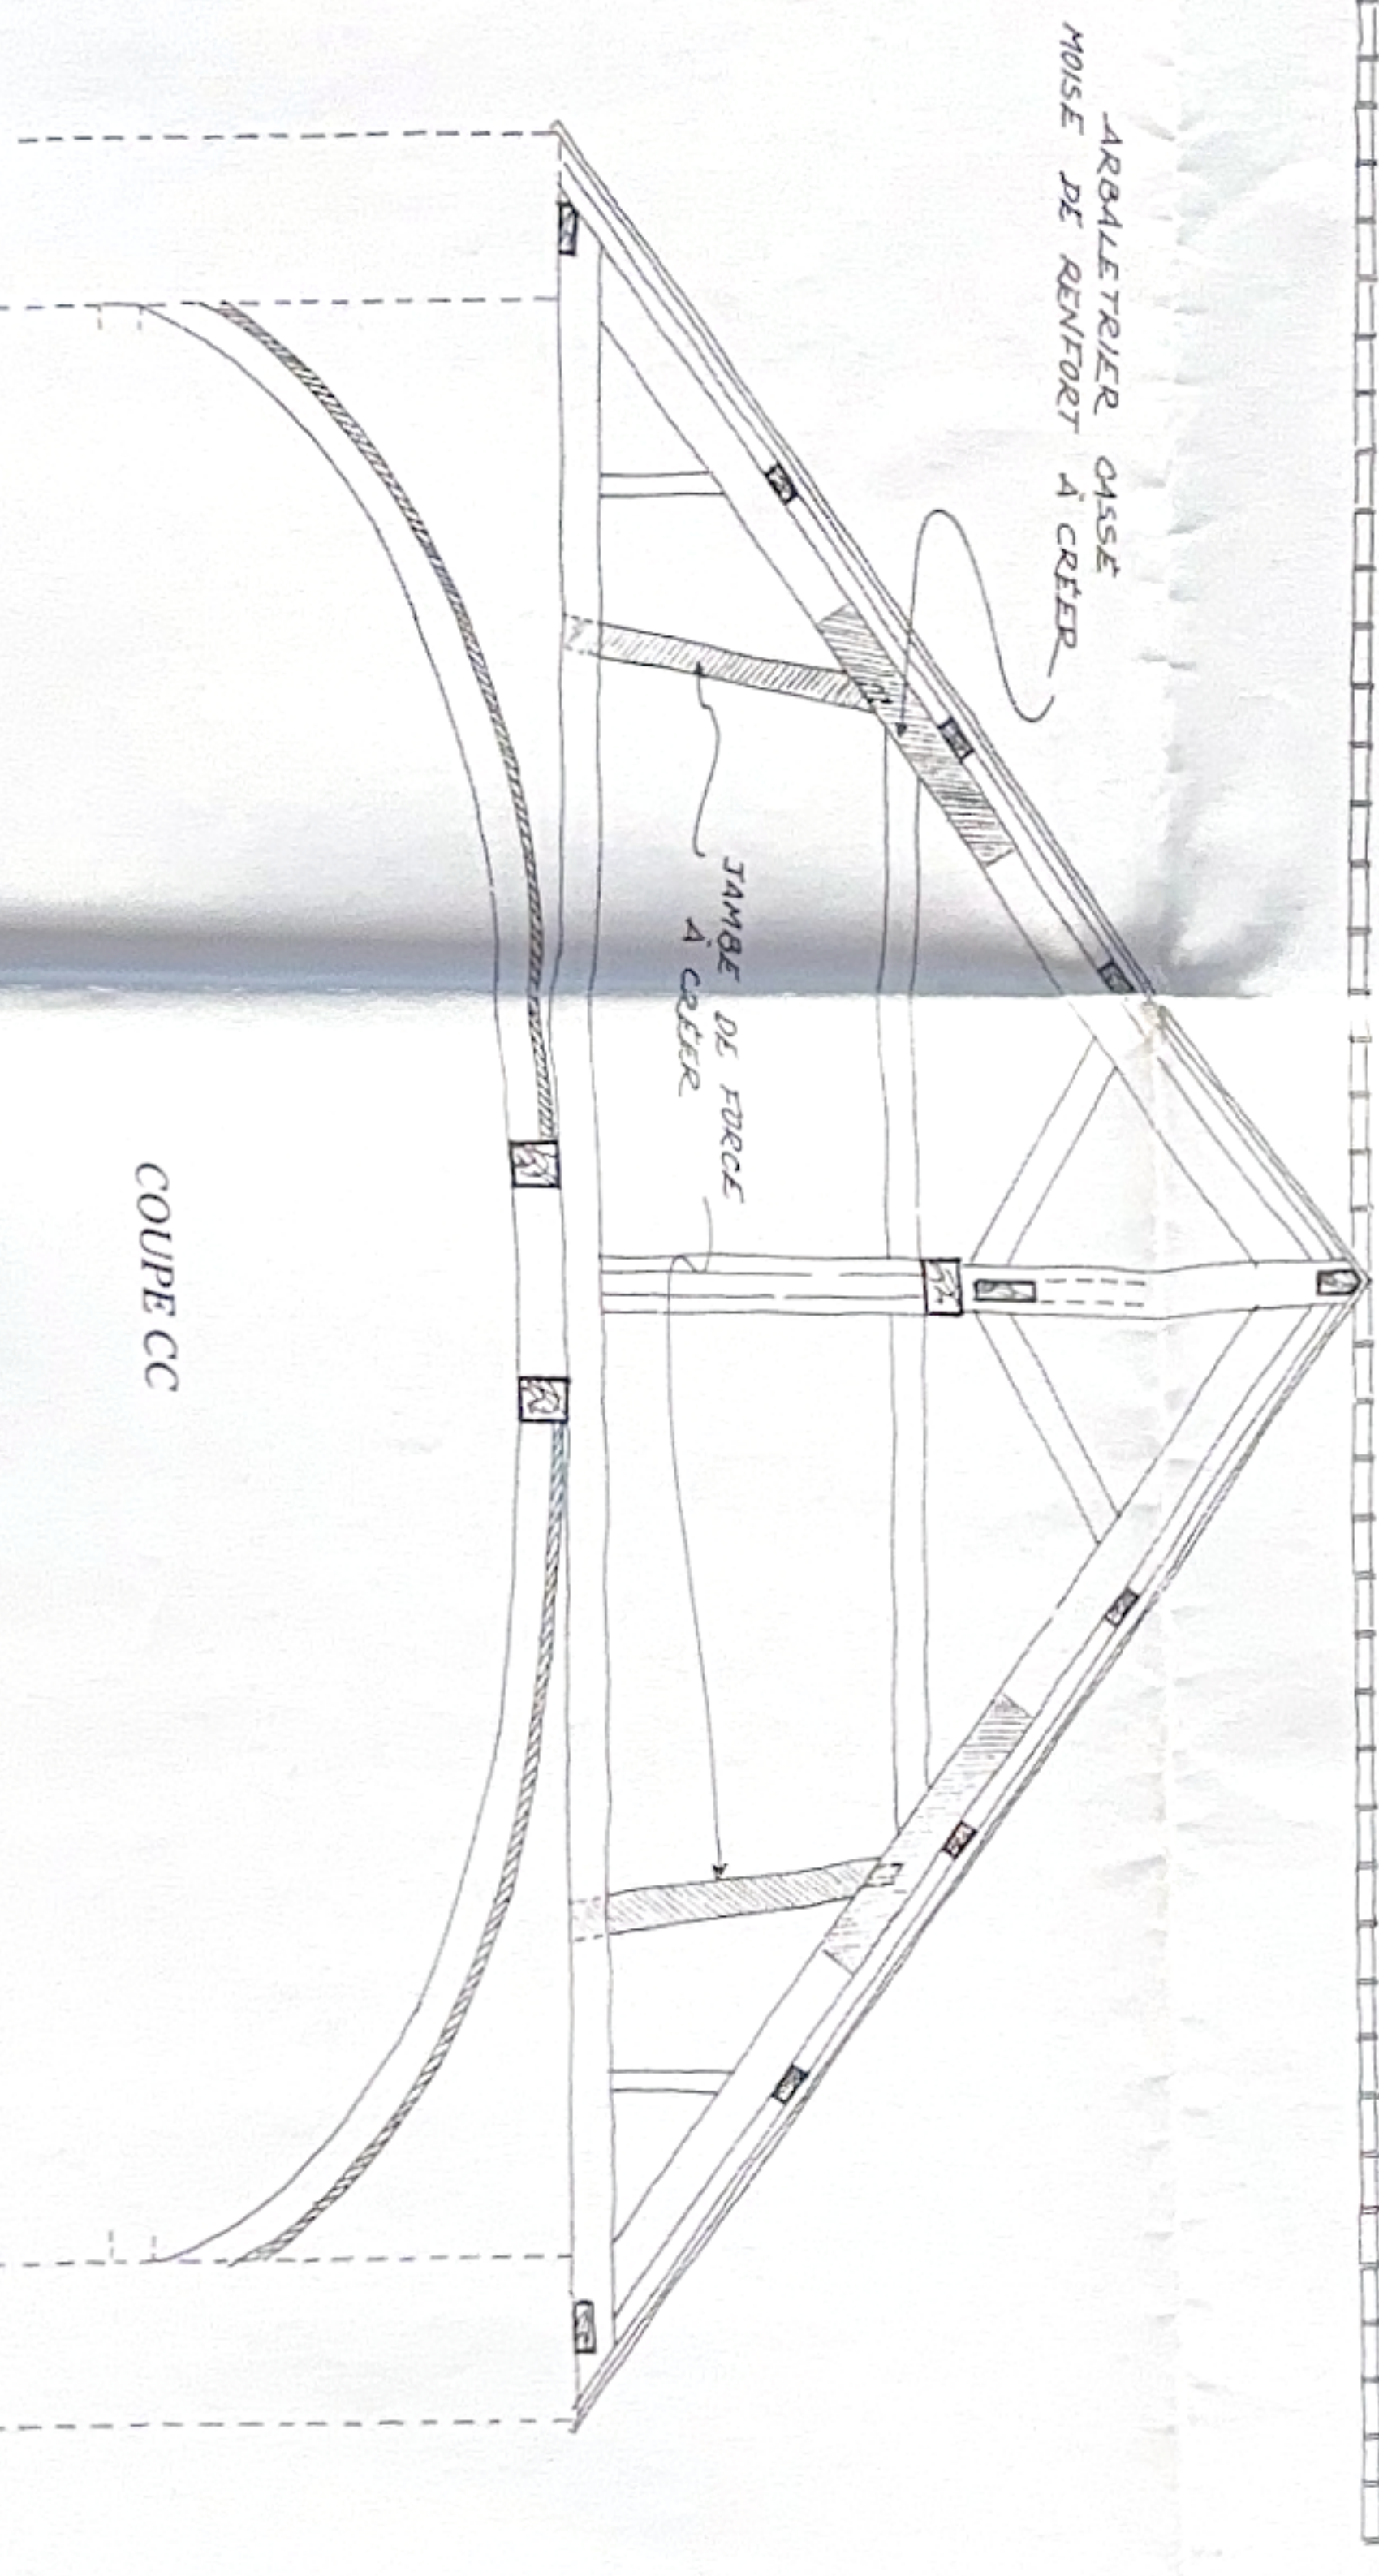 ARBALETRIER CASSÉ
MOISE DE RENFORT À CRÉER
JAMBE DE FORCE
À CRÉER
COUPE CC